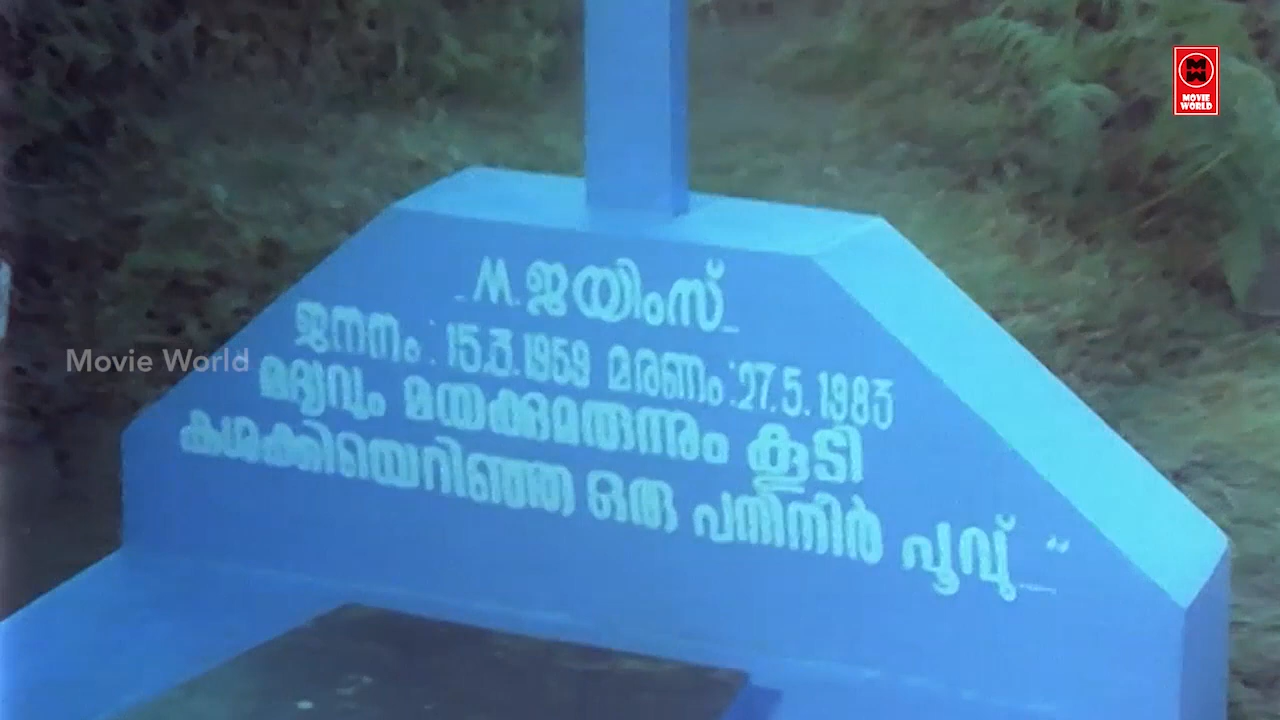 MOVIE
WORLD
M.ജയിംസ്
ജനനം : 15.3.1959 മരണം : 27.5.1983
Movie World
മദ്യവും മയക്കുമരുന്നും കൂടി
കശക്കിയെറിഞ്ഞ ഒരു പനിനീർ പൂവു് "